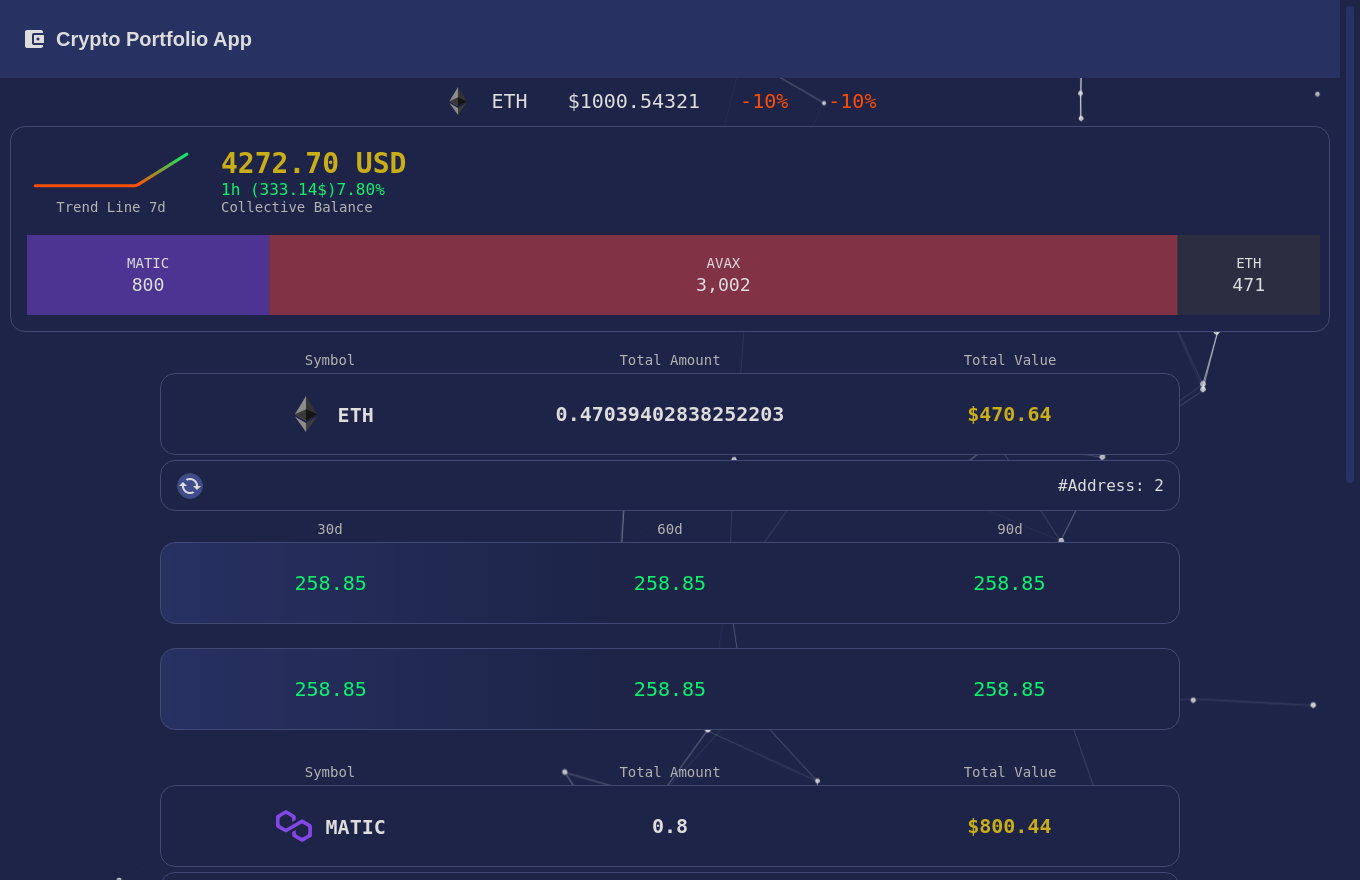 Crypto Portfolio App
ETH $1000.54321 -10% -10%
4272.70 USD
1h (333.14$)7.80%
Trend Line 7d Collective Balance
MATIC AVAX ETH
800 3,002 471
Symbol Total Amount Total Value
ETH 0.47039402838252203 $470.64
#Address: 2
30d 60d 90d
258.85 258.85 258.85
258.85 258.85 258.85
Symbol Total Amount Total Value
MATIC 0.8 $800.44